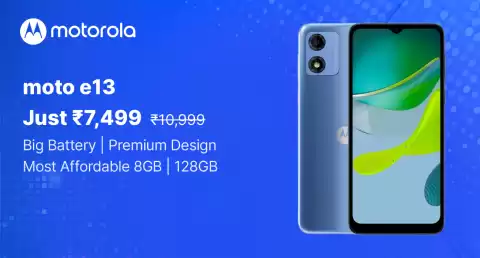 motorola
moto e13
Just ₹7,499 ₹10,999
Big Battery | Premium Design
Most Affordable 8GB | 128GB